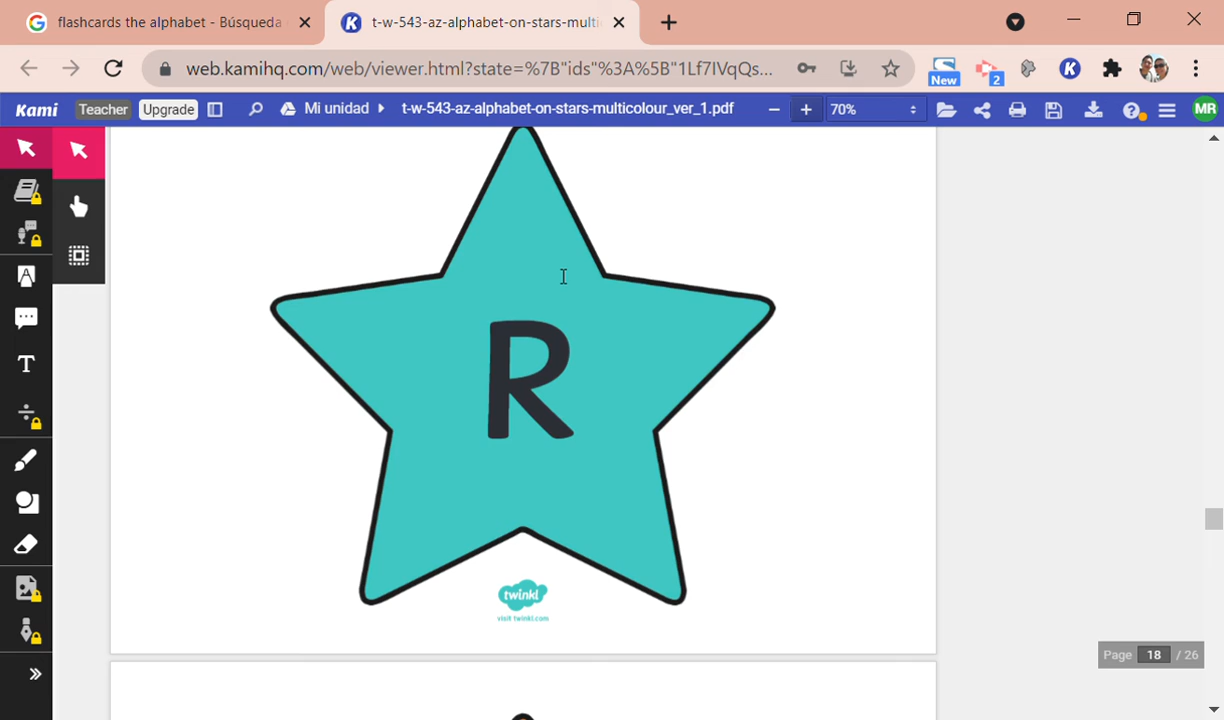 flashcards the alphabet - Búsqueda
t-w-543-az-alphabet-on-stars-multi
web.kamihq.com/web/viewer.html?state=%7B"ids"%3A%5B"1Lf7IVqQs...
New
2
K
Kami
Teacher
Upgrade
Mi unidad
t-w-543-az-alphabet-on-stars-multicolour_ver_1.pdf
70%
MR
R
twinkl
visit twinkl.com
Page 18 / 26